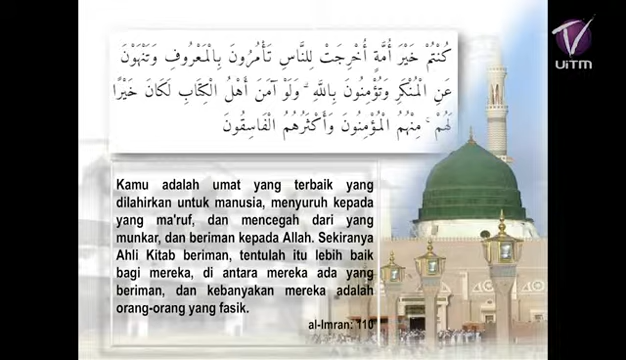 كُنْتُمْ خَيْرَ أُمَّةٍ أُخْرِجَتْ لِلنَّاسِ تَأْمُرُونَ بِالْمَعْرُوفِ وَتَنْهَوْنَ
عَنِ الْمُنْكَرِ وَتُؤْمِنُونَ بِاللَّهِ ۗ وَلَوْ آمَنَ أَهْلُ الْكِتَابِ لَكَانَ خَيْرًا
لَهُمْ ۚ مِنْهُمُ الْمُؤْمِنُونَ وَأَكْثَرُهُمُ الْفَاسِقُونَ
UiTM
Kamu adalah umat yang terbaik yang
dilahirkan untuk manusia, menyuruh kepada
yang ma'ruf, dan mencegah dari yang
munkar, dan beriman kepada Allah. Sekiranya
Ahli Kitab beriman, tentulah itu lebih baik
bagi mereka, di antara mereka ada yang
beriman, dan kebanyakan mereka adalah
orang-orang yang fasik.
al-Imran: 110